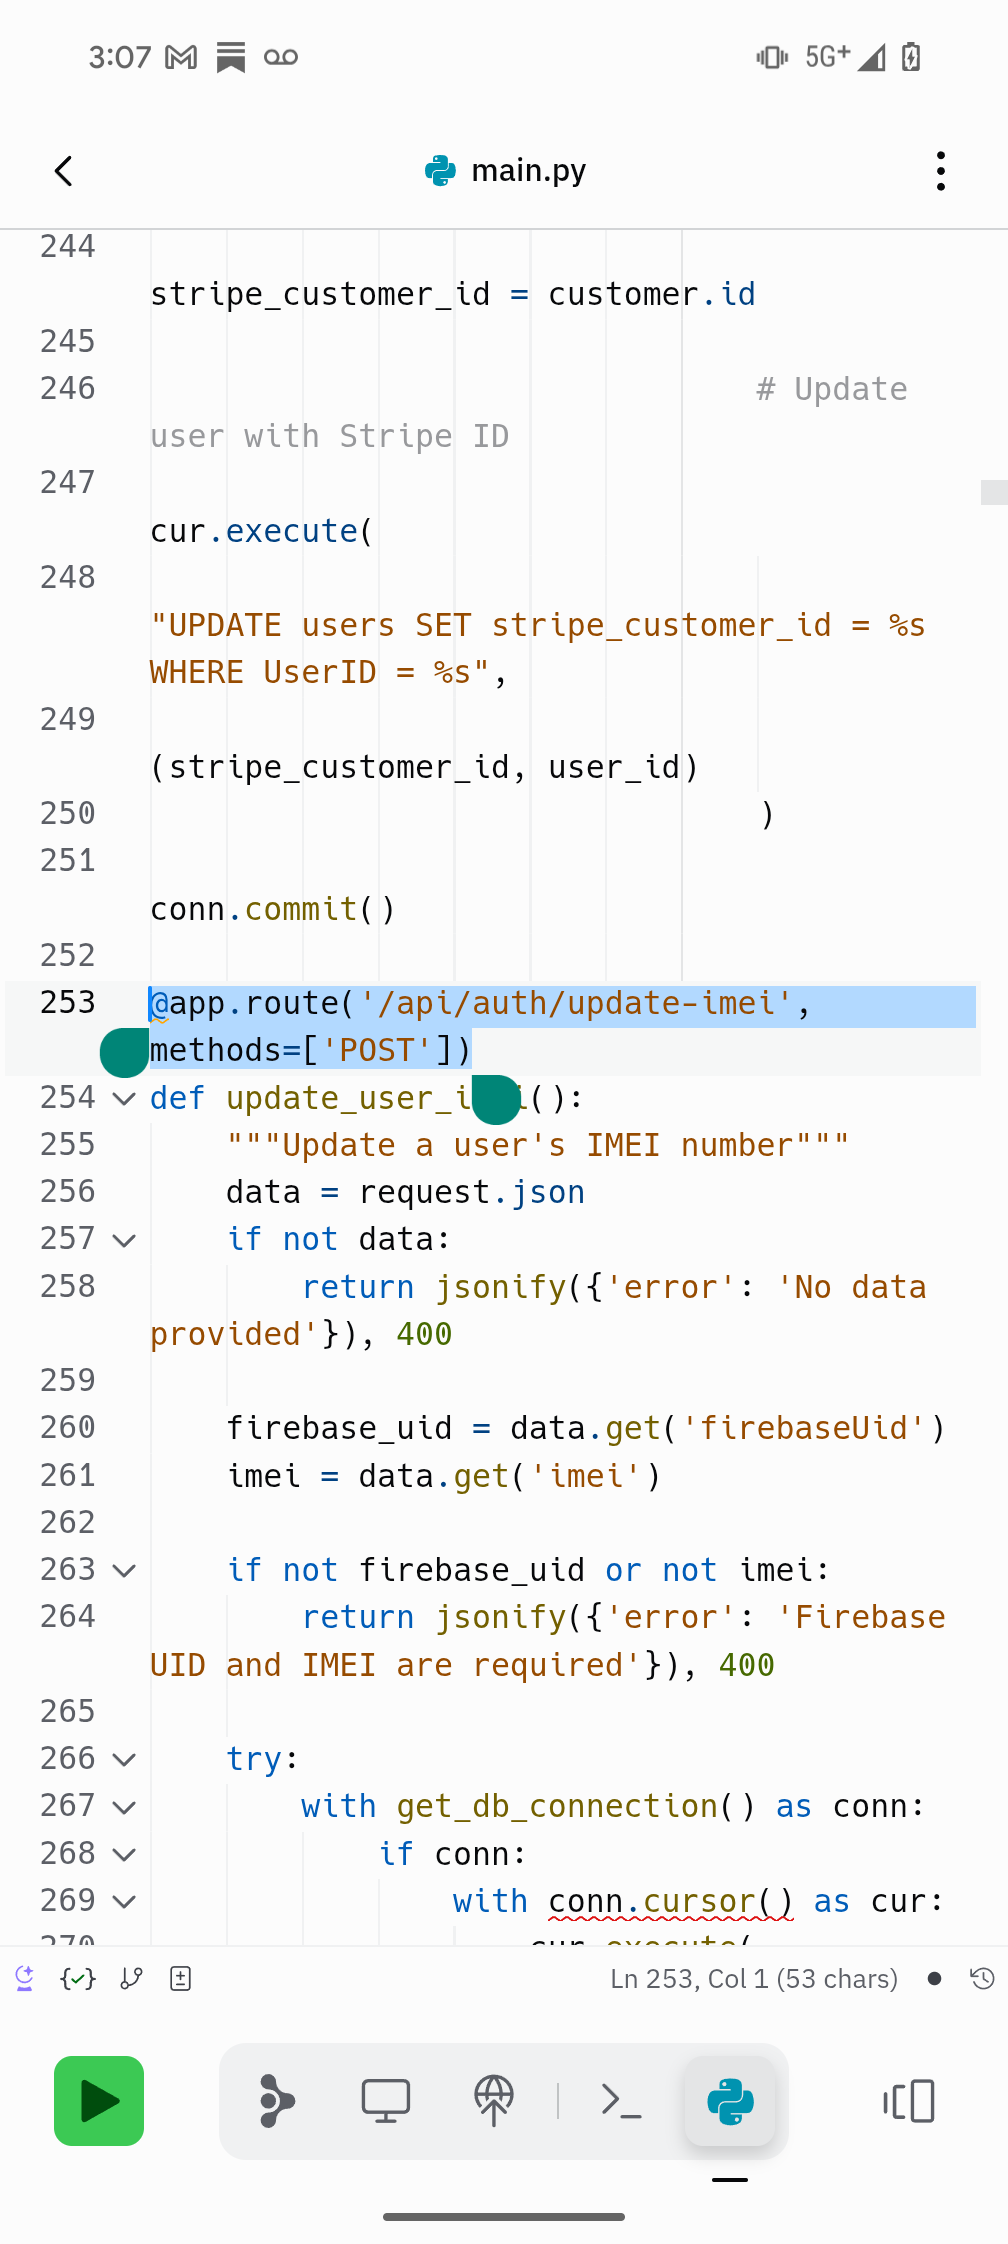 3:07 5G+
main.py
244
stripe_customer_id = customer.id
245
246 # Update
user with Stripe ID
247
cur.execute(
248
"UPDATE users SET stripe_customer_id = %s
WHERE UserID = %s",
249
(stripe_customer_id, user_id)
250 )
251
conn.commit()
252
253 @app.route('/api/auth/update-imei',
methods=['POST'])
254 def update_user_i():
255 """Update a user's IMEI number"""
256 data = request.json
257 if not data:
258 return jsonify({'error': 'No data
provided'}), 400
259
260 firebase_uid = data.get('firebaseUid')
261 imei = data.get('imei')
262
263 if not firebase_uid or not imei:
264 return jsonify({'error': 'Firebase
UID and IMEI are required'}), 400
265
266 try:
267 with get_db_connection() as conn:
268 if conn:
269 with conn.cursor() as cur:
270 cur.execute(
Ln 253, Col 1 (53 chars)